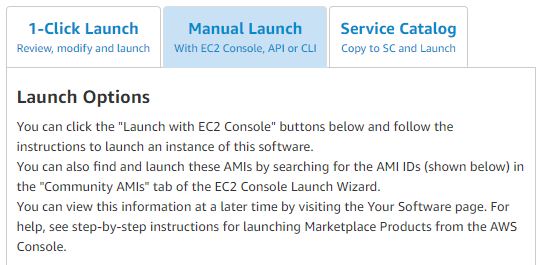 1-Click Launch
Review, modify and launch
Manual Launch
With EC2 Console, API or CLI
Service Catalog
Copy to SC and Launch
Launch Options
You can click the "Launch with EC2 Console" buttons below and follow the
instructions to launch an instance of this software.
You can also find and launch these AMIs by searching for the AMI IDs (shown below) in
the "Community AMIs" tab of the EC2 Console Launch Wizard.
You can view this information at a later time by visiting the Your Software page. For
help, see step-by-step instructions for launching Marketplace Products from the AWS
Console.